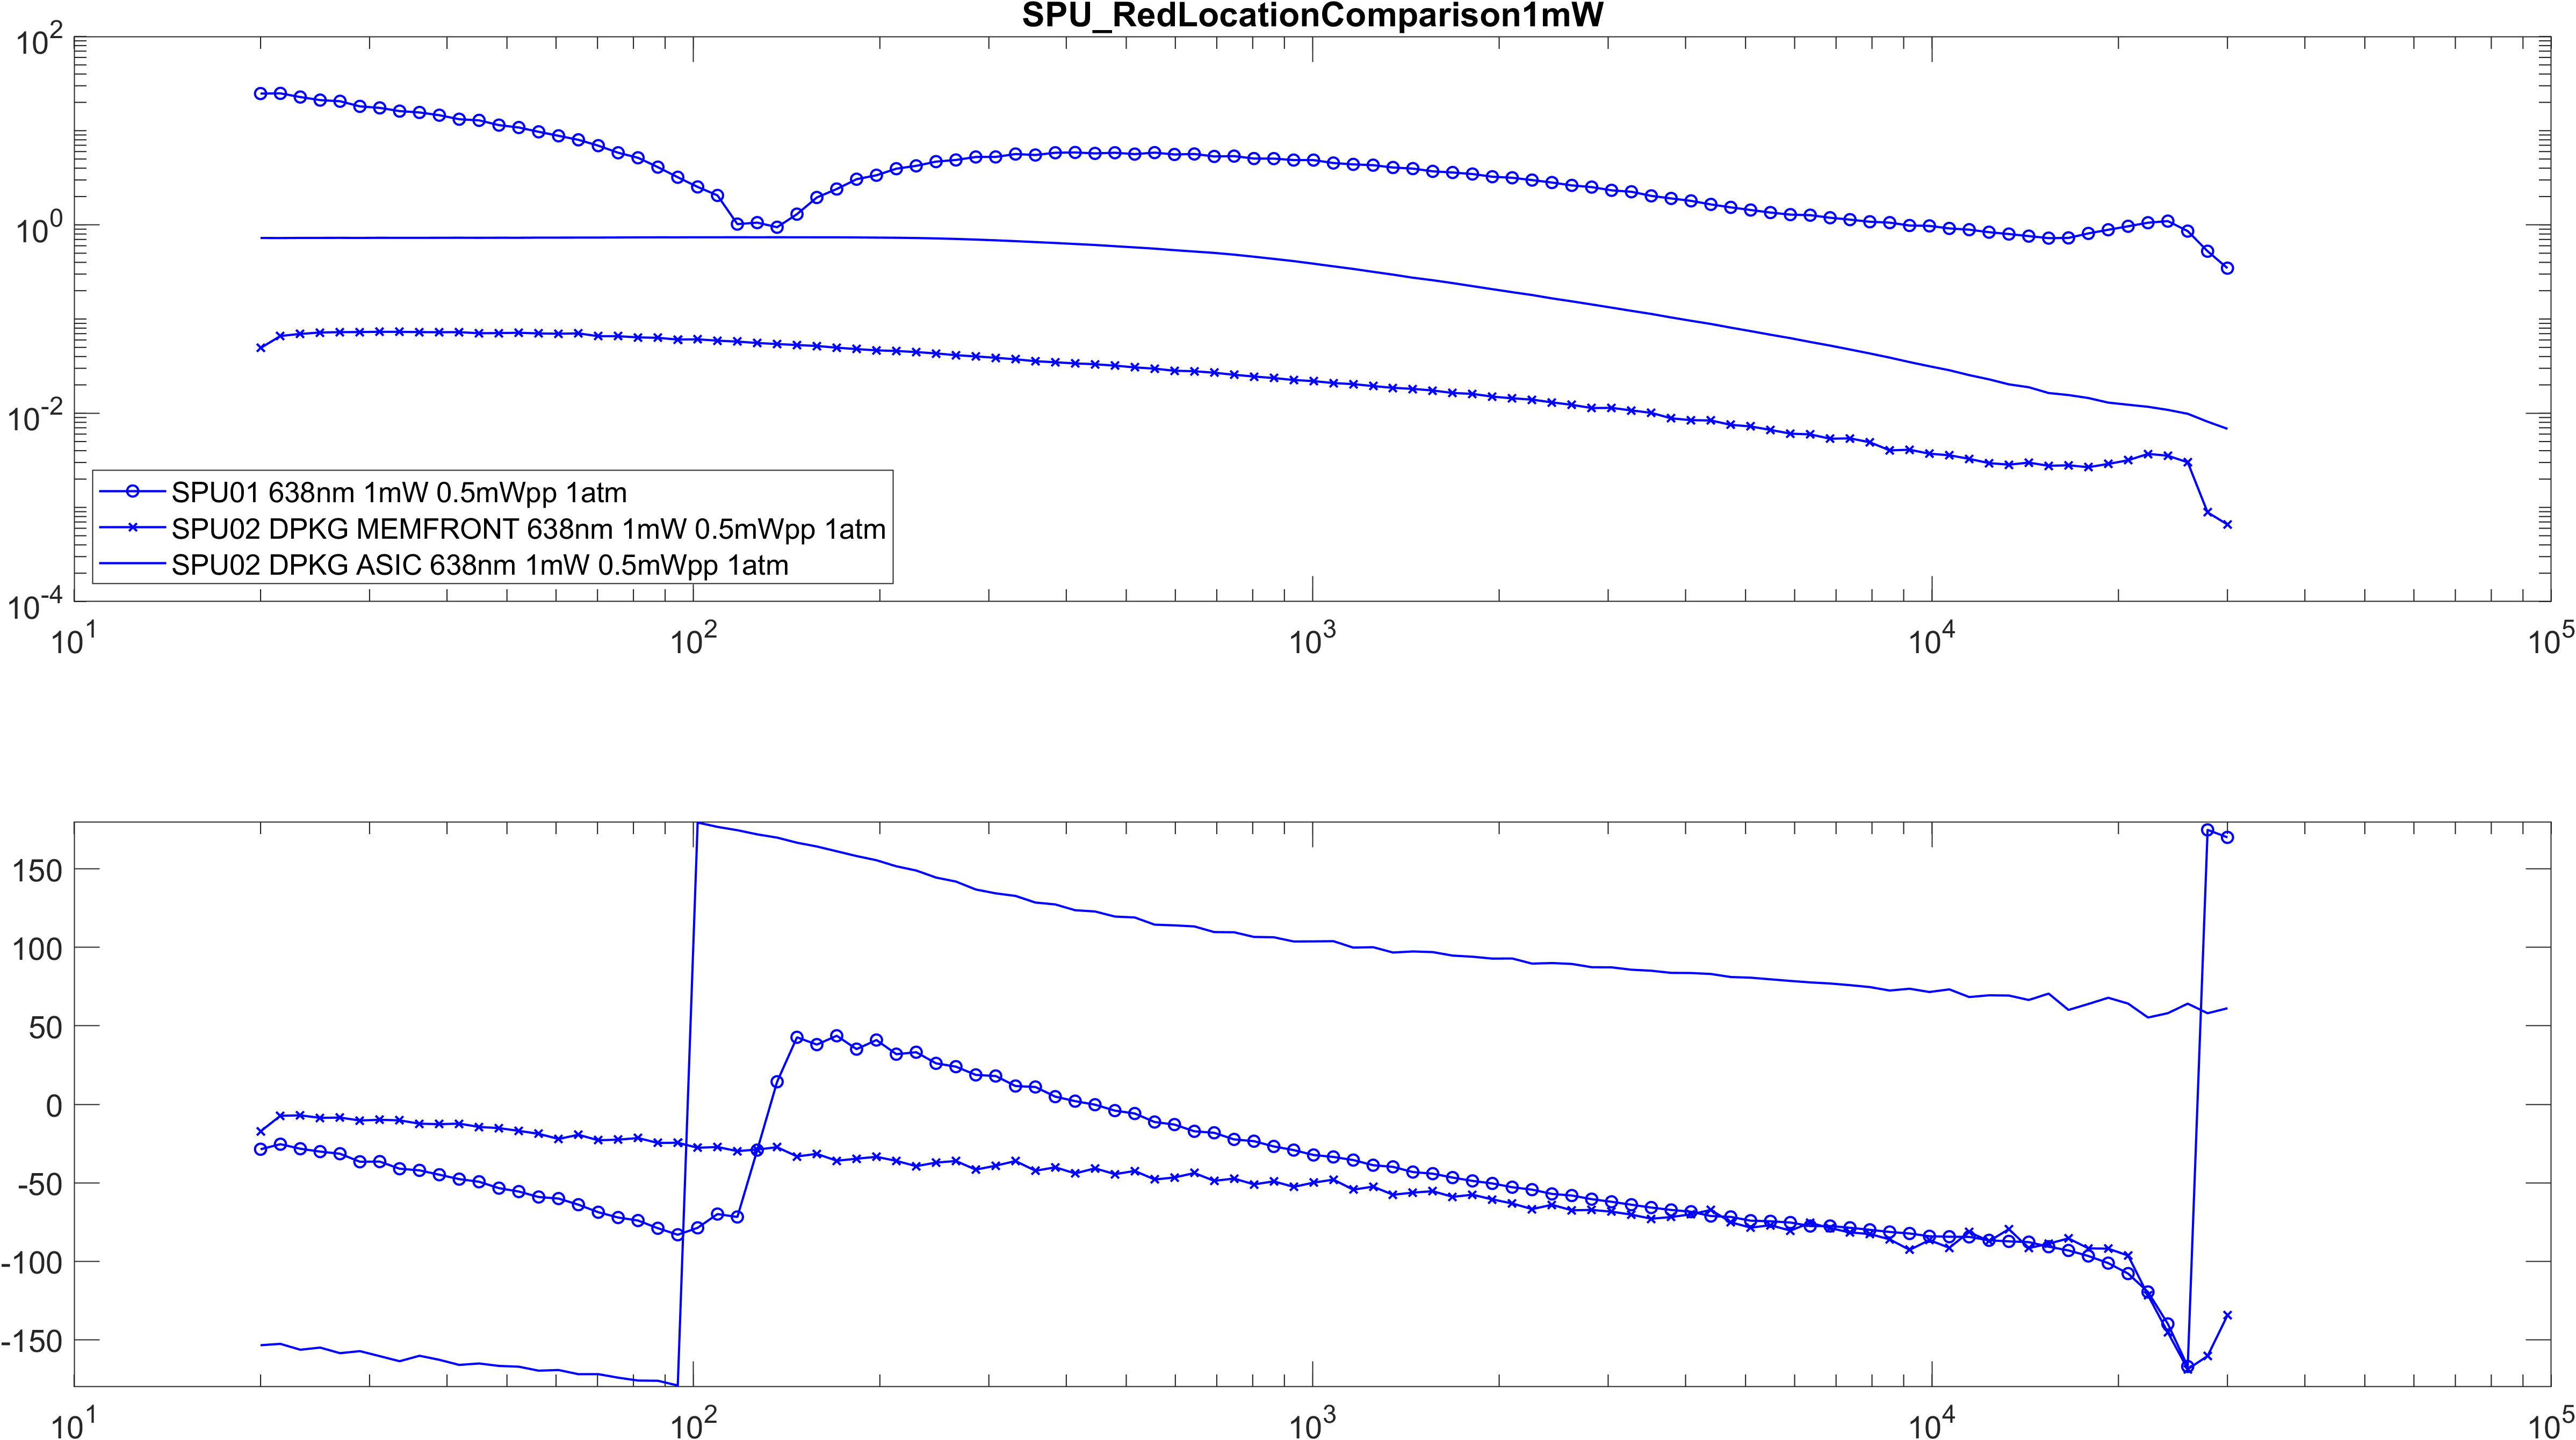 SPU_RedLocationComparison1mW
10^2
10^0
10^-2
10^-4
SPU01 638nm 1mW 0.5mWpp 1atm
SPU02 DPKG MEMFRONT 638nm 1mW 0.5mWpp 1atm
SPU02 DPKG ASIC 638nm 1mW 0.5mWpp 1atm
10^1 10^2 10^3 10^4 10^5
150
100
50
0
-50
-100
-150
10^1 10^2 10^3 10^4 10^5